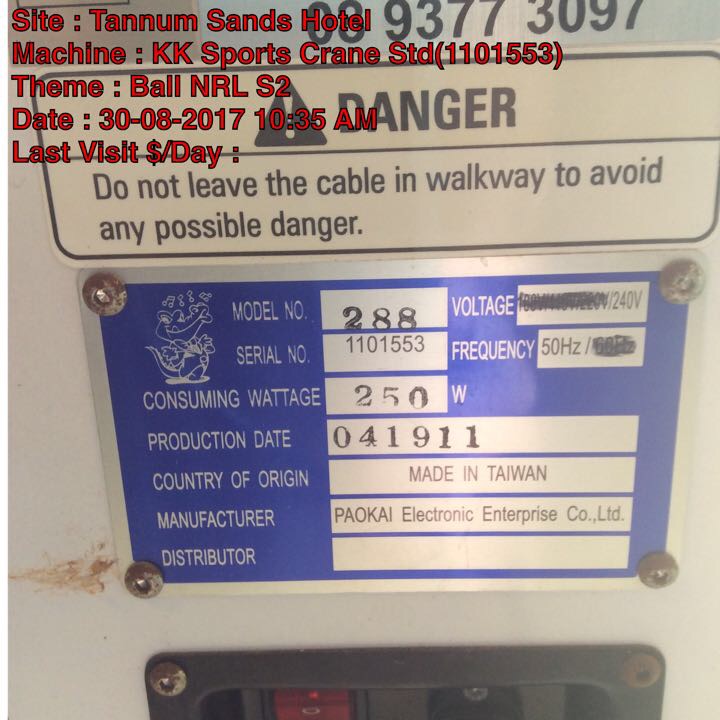 08 9377 3097
Site : Tannum Sands Hotel
Machine : KK Sports Crane Std(1101553)
Theme : Ball NRL S2
Date : 30-08-2017 10:35 AM
Last Visit $/Day :
DANGER
Do not leave the cable in walkway to avoid
any possible danger.
MODEL NO. 288 VOLTAGE /240V
SERIAL NO. 1101553 FREQUENCY 50Hz /
CONSUMING WATTAGE 250 W
PRODUCTION DATE 041911
COUNTRY OF ORIGIN MADE IN TAIWAN
MANUFACTURER PAOKAI Electronic Enterprise Co.,Ltd.
DISTRIBUTOR